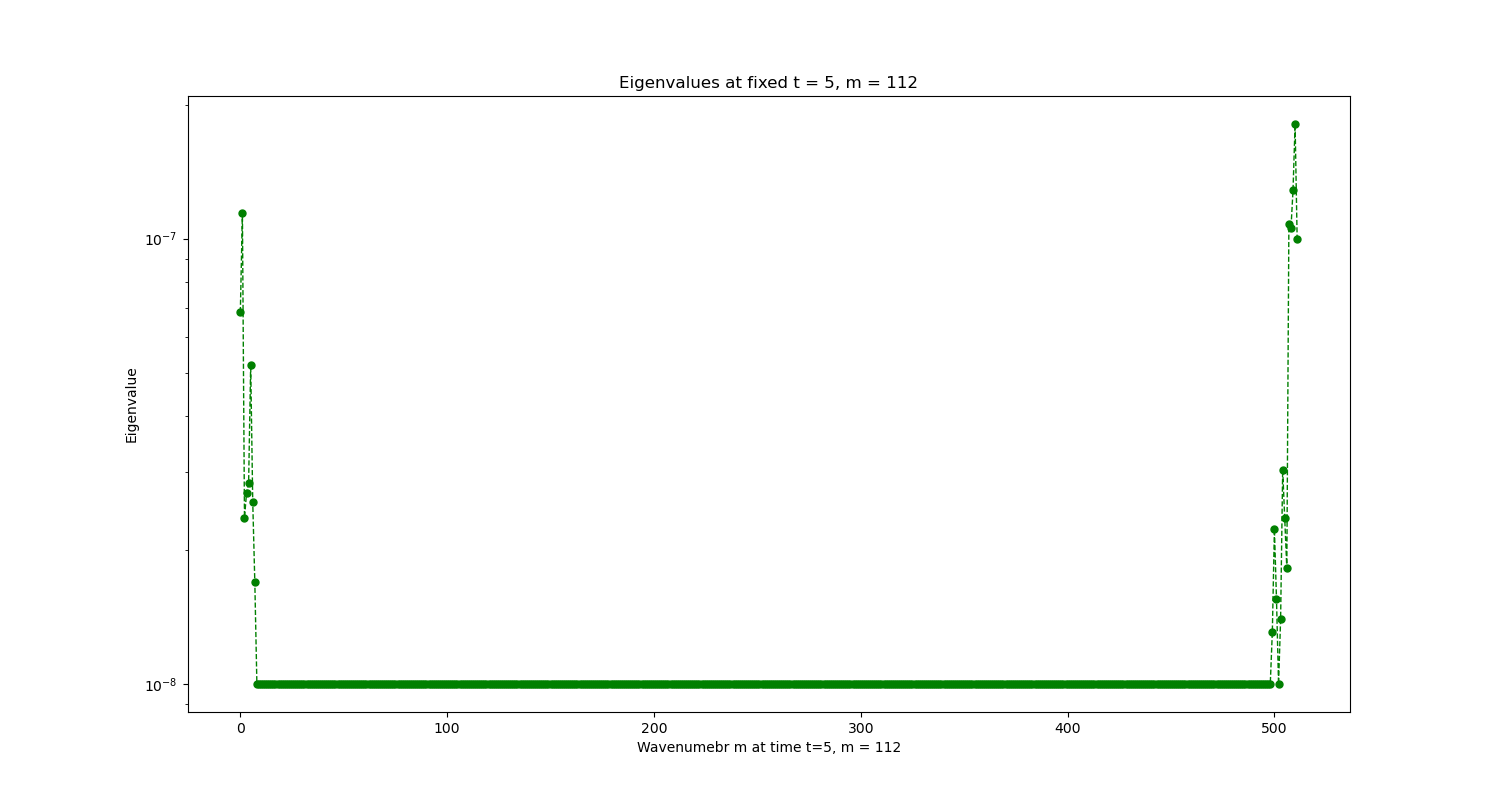 Eigenvalues at fixed t = 5, m = 112
Eigenvalue
10⁻⁷
10⁻⁸
0 100 200 300 400 500
Wavenumebr m at time t=5, m = 112